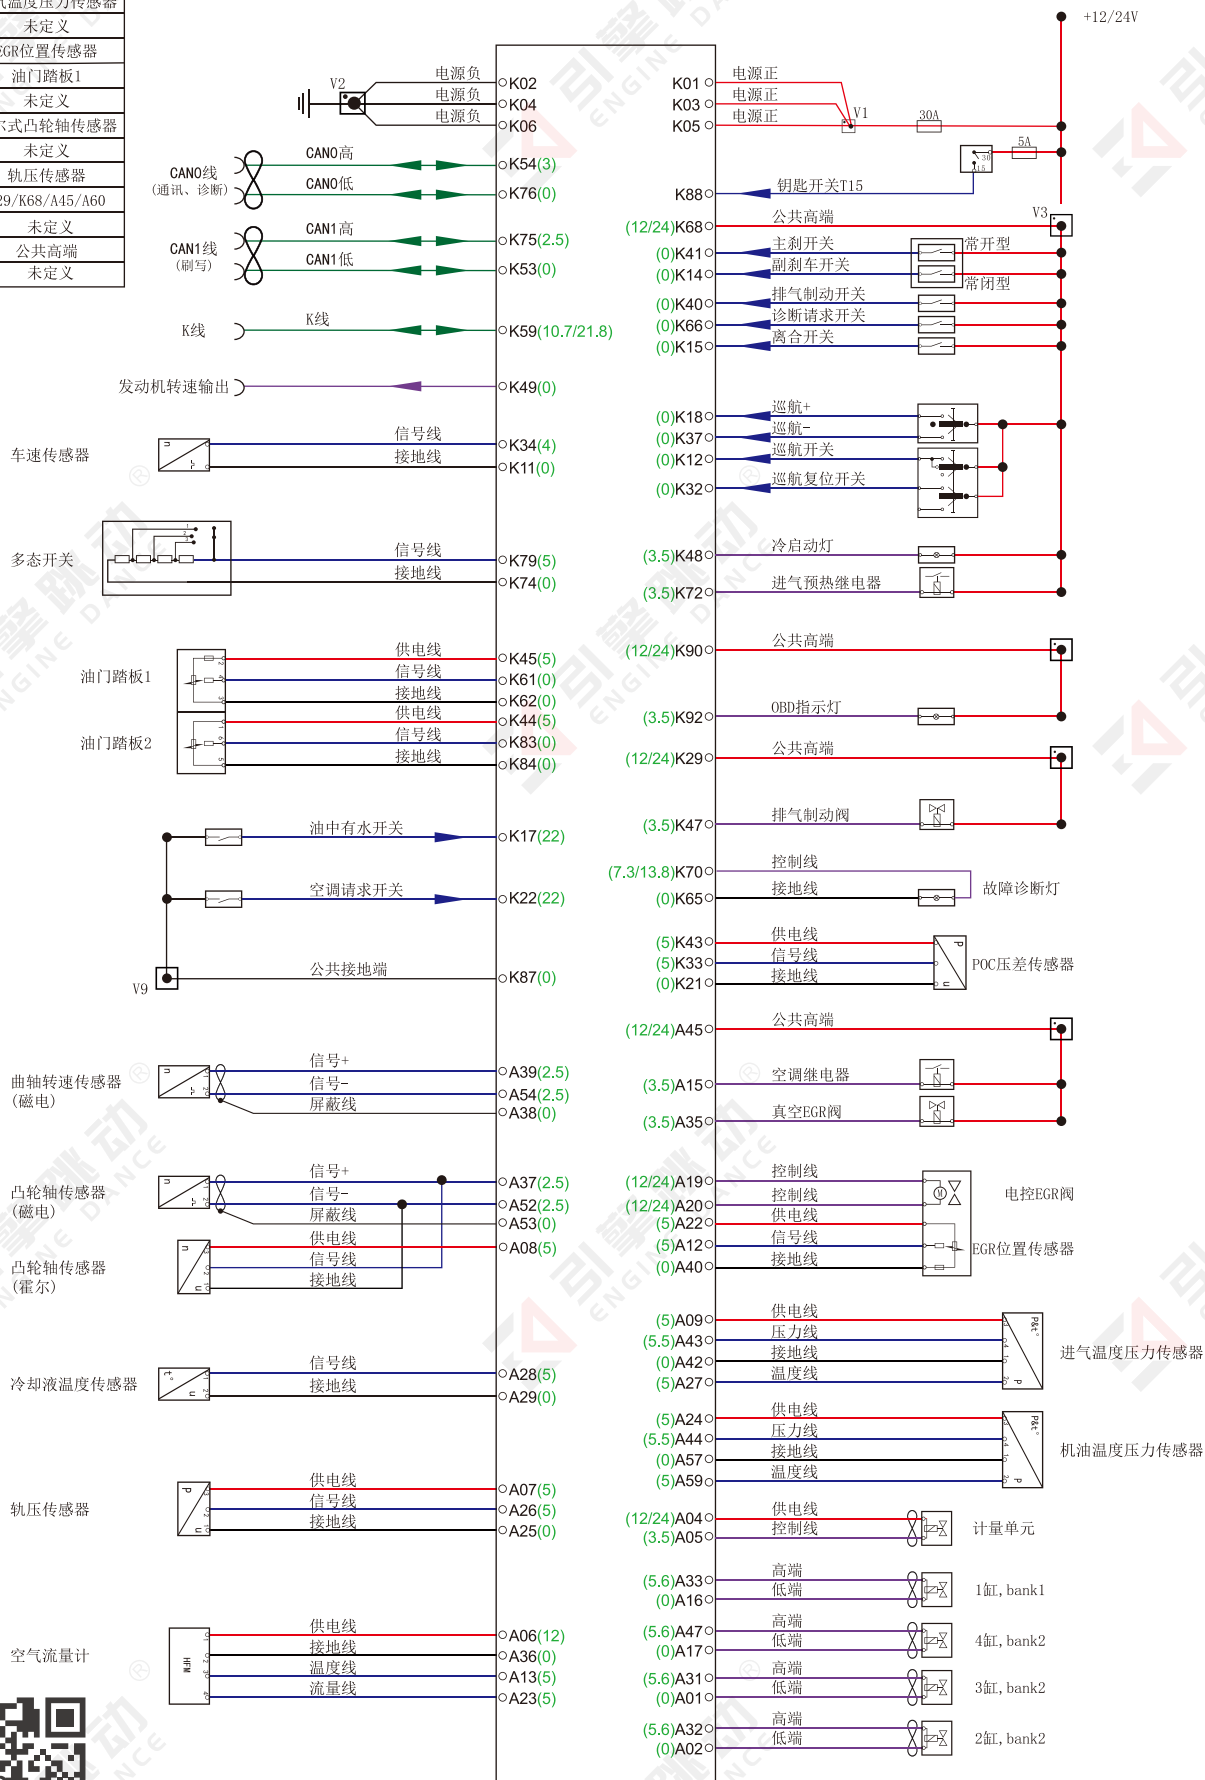 气温度压力传感器
未定义
EGR位置传感器
油门踏板1
未定义
尔式凸轮轴传感器
未定义
轨压传感器
29/K68/A45/A60
未定义
公共高端
未定义
+12/24V
V2
电源负 K02
电源负 K04
电源负 K06
CAN0线
(通讯、诊断)
CAN0高 K54(3)
CAN0低 K76(0)
CAN1线
(刷写)
CAN1高 K75(2.5)
CAN1低 K53(0)
K线 K线 K59(10.7/21.8)
发动机转速输出 K49(0)
车速传感器
信号线 K34(4)
接地线 K11(0)
多态开关
1
2
3
信号线 K79(5)
接地线 K74(0)
油门踏板1
供电线 K45(5)
信号线 K61(0)
接地线 K62(0)
油门踏板2
供电线 K44(5)
信号线 K83(0)
接地线 K84(0)
油中有水开关 K17(22)
空调请求开关 K22(22)
V9
公共接地端 K87(0)
曲轴转速传感器
(磁电)
信号+ A39(2.5)
信号- A54(2.5)
屏蔽线 A38(0)
凸轮轴传感器
(磁电)
信号+ A37(2.5)
信号- A52(2.5)
屏蔽线 A53(0)
凸轮轴传感器
(霍尔)
供电线 A08(5)
信号线
接地线
冷却液温度传感器
信号线 A28(5)
接地线 A29(0)
轨压传感器
供电线 A07(5)
信号线 A26(5)
接地线 A25(0)
空气流量计
HFM
供电线 A06(12)
接地线 A36(0)
温度线 A13(5)
流量线 A23(5)
K01 电源正
K03 电源正
K05 电源正
V1
30A
5A
30
15
K88 钥匙开关T15
V3
(12/24)K68 公共高端
(0)K41 主刹开关 常开型
(0)K14 副刹车开关 常闭型
(0)K40 排气制动开关
(0)K66 诊断请求开关
(0)K15 离合开关
(0)K18 巡航+
(0)K37 巡航-
(0)K12 巡航开关
(0)K32 巡航复位开关
(3.5)K48 冷启动灯
(3.5)K72 进气预热继电器
(12/24)K90 公共高端
(3.5)K92 OBD指示灯
(12/24)K29 公共高端
(3.5)K47 排气制动阀
(7.3/13.8)K70 控制线
(0)K65 接地线
故障诊断灯
(5)K43 供电线
(5)K33 信号线
(0)K21 接地线
POC压差传感器
(12/24)A45 公共高端
(3.5)A15 空调继电器
(3.5)A35 真空EGR阀
(12/24)A19 控制线
(12/24)A20 控制线
电控EGR阀
M
(5)A22 供电线
(5)A12 信号线
(0)A40 接地线
EGR位置传感器
(5)A09 供电线
(5.5)A43 压力线
(0)A42 接地线
(5)A27 温度线
P&t°
P
进气温度压力传感器
(5)A24 供电线
(5.5)A44 压力线
(0)A57 接地线
(5)A59 温度线
P&t°
P
机油温度压力传感器
(12/24)A04 供电线
(3.5)A05 控制线
计量单元
(5.6)A33 高端
(0)A16 低端
1缸,bank1
(5.6)A47 高端
(0)A17 低端
4缸,bank2
(5.6)A31 高端
(0)A01 低端
3缸,bank2
(5.6)A32 高端
(0)A02 低端
2缸,bank2
引擎跳动
ENGINE DANCE